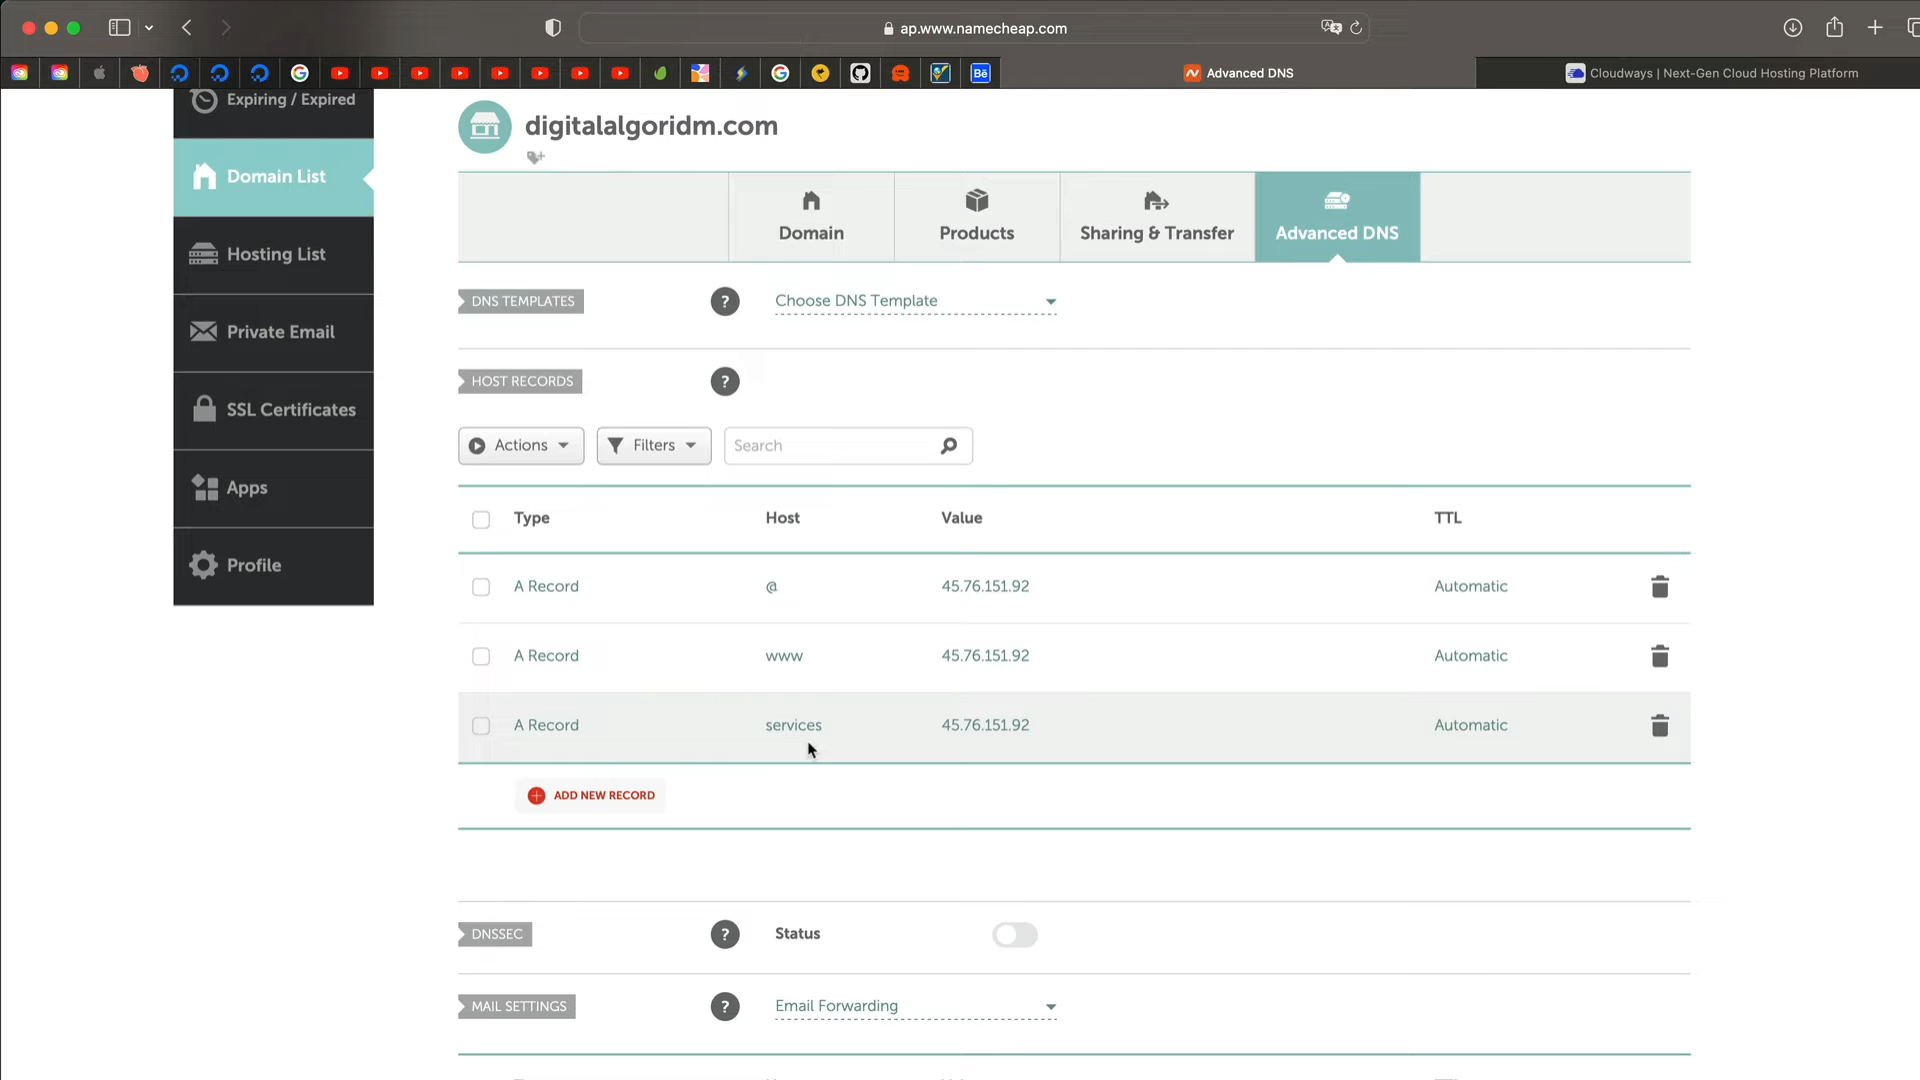 ap.www.namecheap.com
Bē
Advanced DNS
Cloudways | Next-Gen Cloud Hosting Platform
Expiring / Expired
Domain List
Hosting List
Private Email
SSL Certificates
Apps
Profile
digitalalgoridm.com
Domain
Products
Sharing & Transfer
Advanced DNS
DNS TEMPLATES
?
Choose DNS Template
HOST RECORDS
?
Actions
Filters
Search
Type Host Value TTL
A Record @ 45.76.151.92 Automatic
A Record www 45.76.151.92 Automatic
A Record services 45.76.151.92 Automatic
ADD NEW RECORD
DNSSEC
?
Status
MAIL SETTINGS
?
Email Forwarding